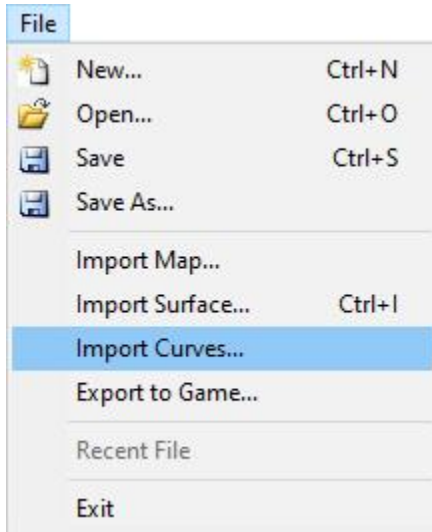 File
New... Ctrl+N
Open... Ctrl+O
Save Ctrl+S
Save As...
Import Map...
Import Surface... Ctrl+I
Import Curves...
Export to Game...
Recent File
Exit